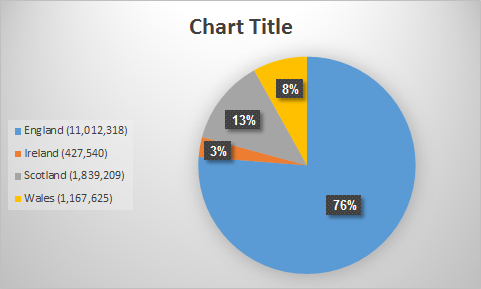 Chart Title
England (11,012,318)
Ireland (427,540)
Scotland (1,839,209)
Wales (1,167,625)
8%
13%
3%
76%